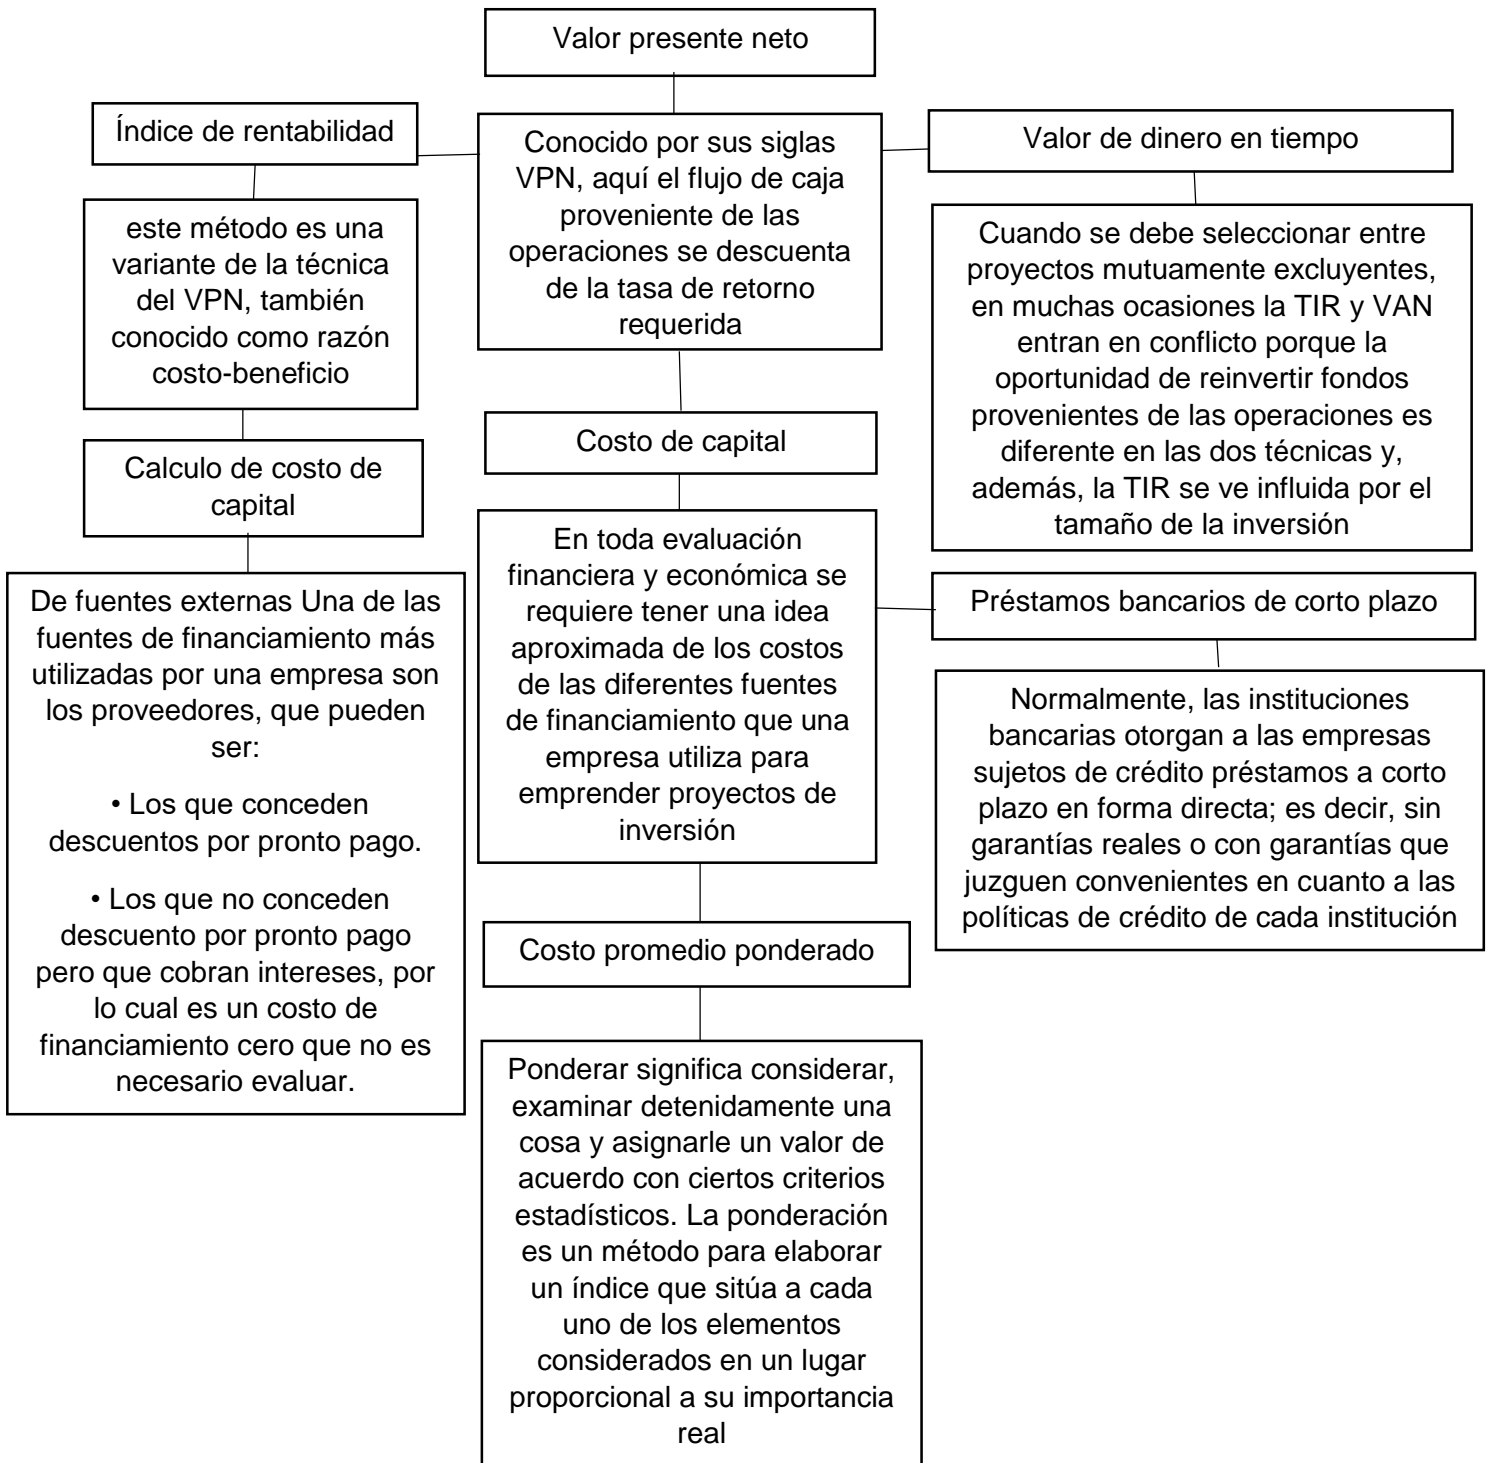 Valor presente neto
Índice de rentabilidad
Conocido por sus siglas
VPN, aquí el flujo de caja
proveniente de las
operaciones se descuenta
de la tasa de retorno
requerida
Valor de dinero en tiempo
este método es una
variante de la técnica
del VPN, también
conocido como razón
costo-beneficio
Cuando se debe seleccionar entre
proyectos mutuamente excluyentes,
en muchas ocasiones la TIR y VAN
entran en conflicto porque la
oportunidad de reinvertir fondos
provenientes de las operaciones es
diferente en las dos técnicas y,
además, la TIR se ve influida por el
tamaño de la inversión
Calculo de costo de
capital
Costo de capital
De fuentes externas Una de las
fuentes de financiamiento más
utilizadas por una empresa son
los proveedores, que pueden
ser:
• Los que conceden
descuentos por pronto pago.
• Los que no conceden
descuento por pronto pago
pero que cobran intereses, por
lo cual es un costo de
financiamiento cero que no es
necesario evaluar.
En toda evaluación
financiera y económica se
requiere tener una idea
aproximada de los costos
de las diferentes fuentes
de financiamiento que una
empresa utiliza para
emprender proyectos de
inversión
Préstamos bancarios de corto plazo
Normalmente, las instituciones
bancarias otorgan a las empresas
sujetos de crédito préstamos a corto
plazo en forma directa; es decir, sin
garantías reales o con garantías que
juzguen convenientes en cuanto a las
políticas de crédito de cada institución
Costo promedio ponderado
Ponderar significa considerar,
examinar detenidamente una
cosa y asignarle un valor de
acuerdo con ciertos criterios
estadísticos. La ponderación
es un método para elaborar
un índice que sitúa a cada
uno de los elementos
considerados en un lugar
proporcional a su importancia
real